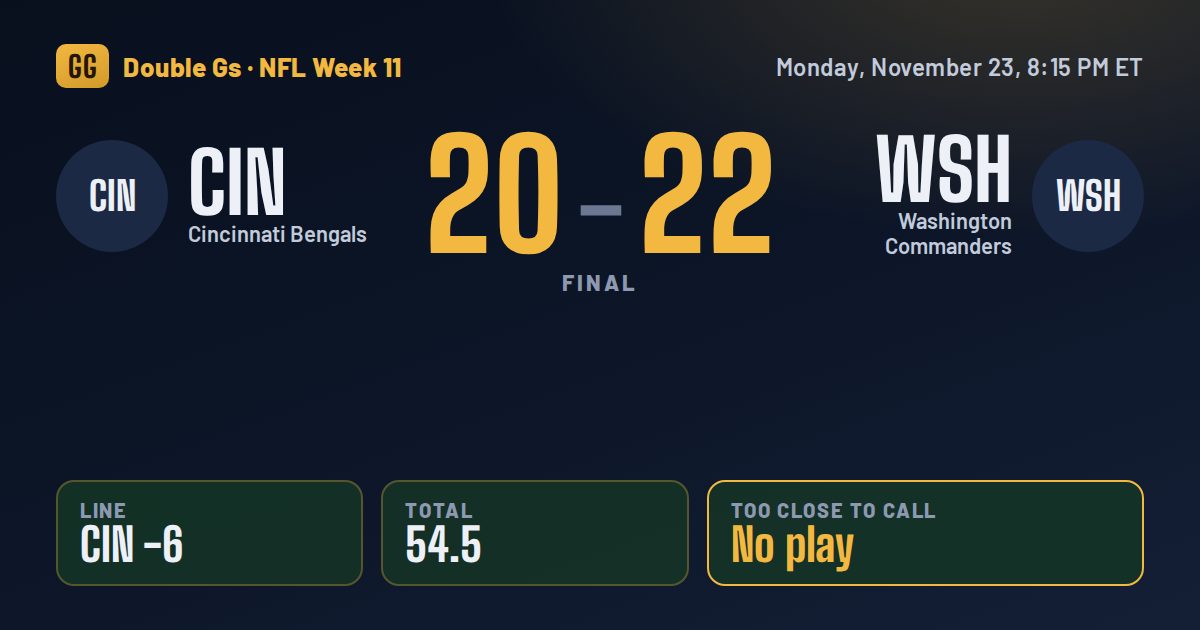 GG Double Gs · NFL Week 11
Monday, November 23, 8:15 PM ET
CIN
CIN
Cincinnati Bengals
20 – 22
FINAL
WSH
Washington
Commanders
WSH
LINE
CIN −6
TOTAL
54.5
TOO CLOSE TO CALL
No play